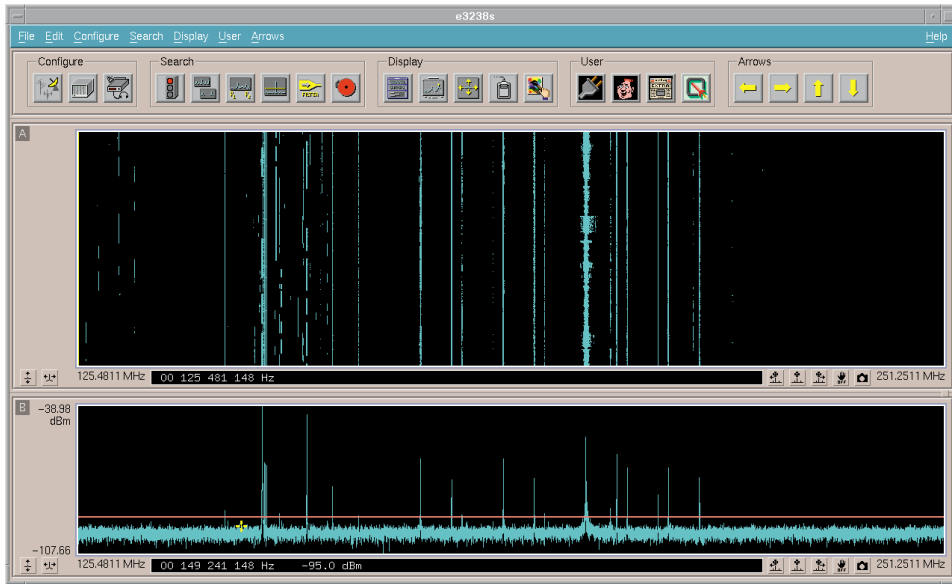 e3238s
File Edit Configure Search Display User Arrows Help
Configure Search Display User Arrows
FILTER
EXTRA
A
125.4811 MHz 00 125 481 148 Hz 251.2511 MHz
B
-38.98
dBm
-107.66
125.4811 MHz 00 149 241 148 Hz -95.0 dBm 251.2511 MHz